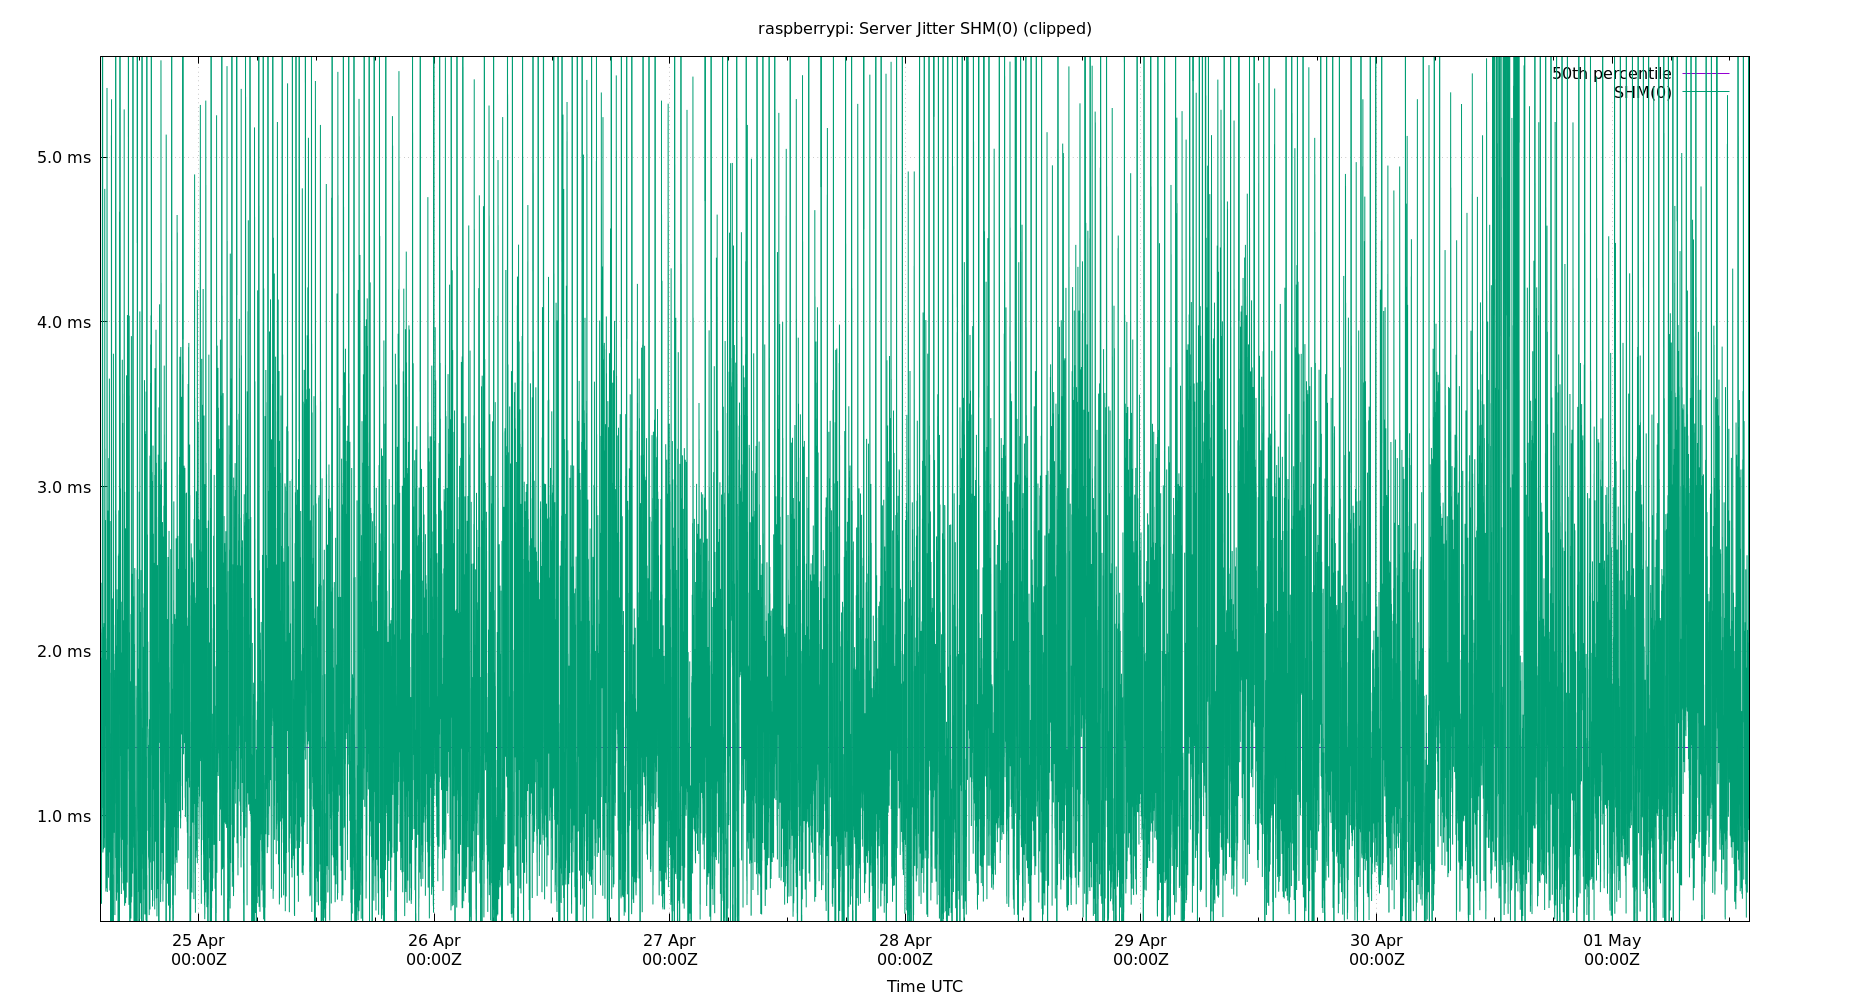 raspberrypi: Server Jitter SHM(0) (clipped)
50th percentile
SHM(0)
5.0 ms
4.0 ms
3.0 ms
2.0 ms
1.0 ms
25 Apr 26 Apr 27 Apr 28 Apr 29 Apr 30 Apr 01 May
00:00Z 00:00Z 00:00Z 00:00Z 00:00Z 00:00Z 00:00Z
Time UTC